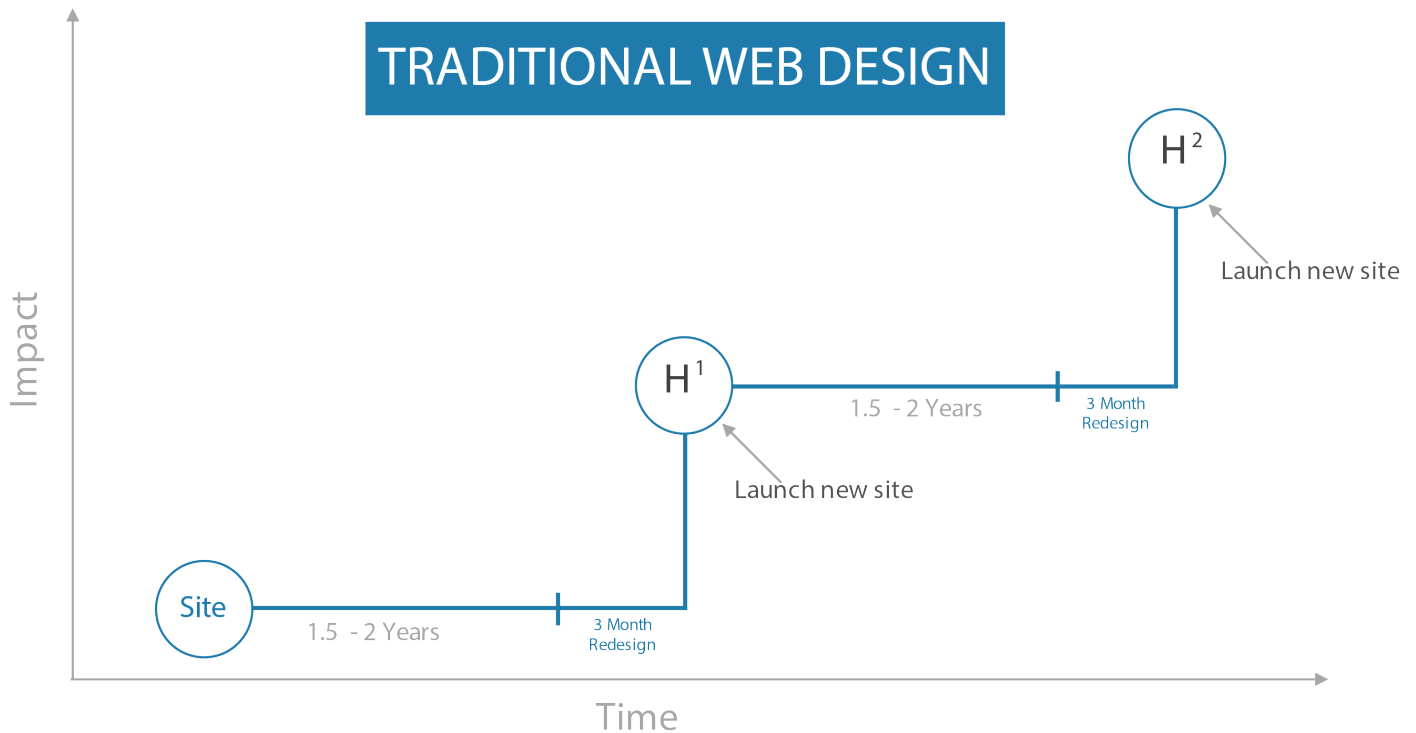 TRADITIONAL WEB DESIGN
H²
Launch new site
Impact
H¹
1.5 - 2 Years
3 Month
Redesign
Launch new site
Site
1.5 - 2 Years
3 Month
Redesign
Time